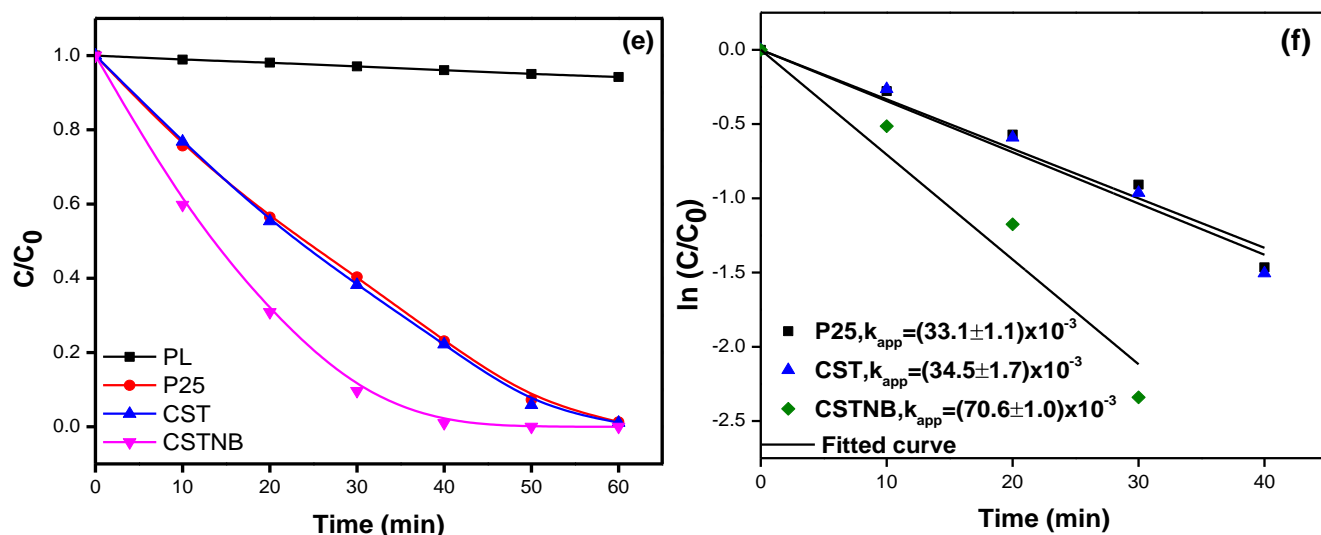 (e)
C/C0
1.0
0.8
0.6
0.4
0.2
0.0
PL
P25
CST
CSTNB
0 10 20 30 40 50 60
Time (min)
(f)
ln (C/C0)
0.0
-0.5
-1.0
-1.5
-2.0
-2.5
P25,kapp=(33.1±1.1)x10-3
CST,kapp=(34.5±1.7)x10-3
CSTNB,kapp=(70.6±1.0)x10-3
Fitted curve
0 10 20 30 40
Time (min)